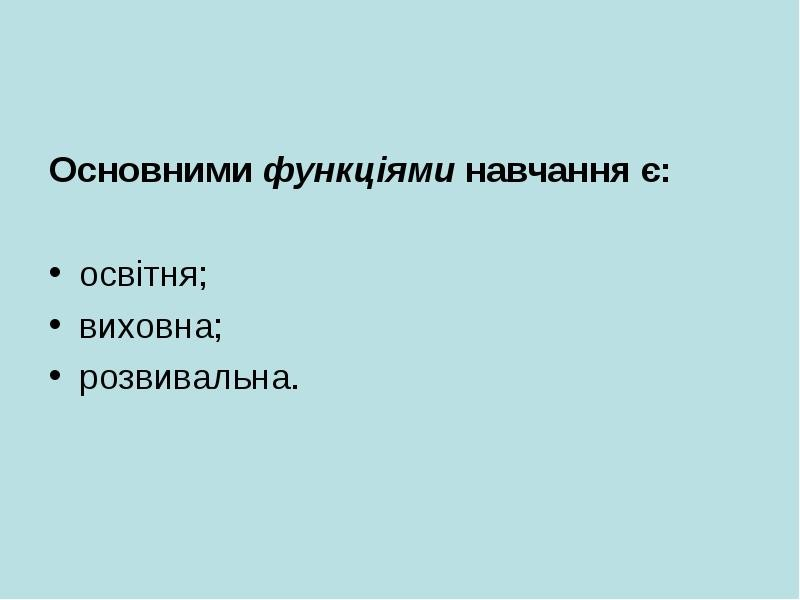 Основними функціями навчання є:
• освітня;
• виховна;
• розвивальна.